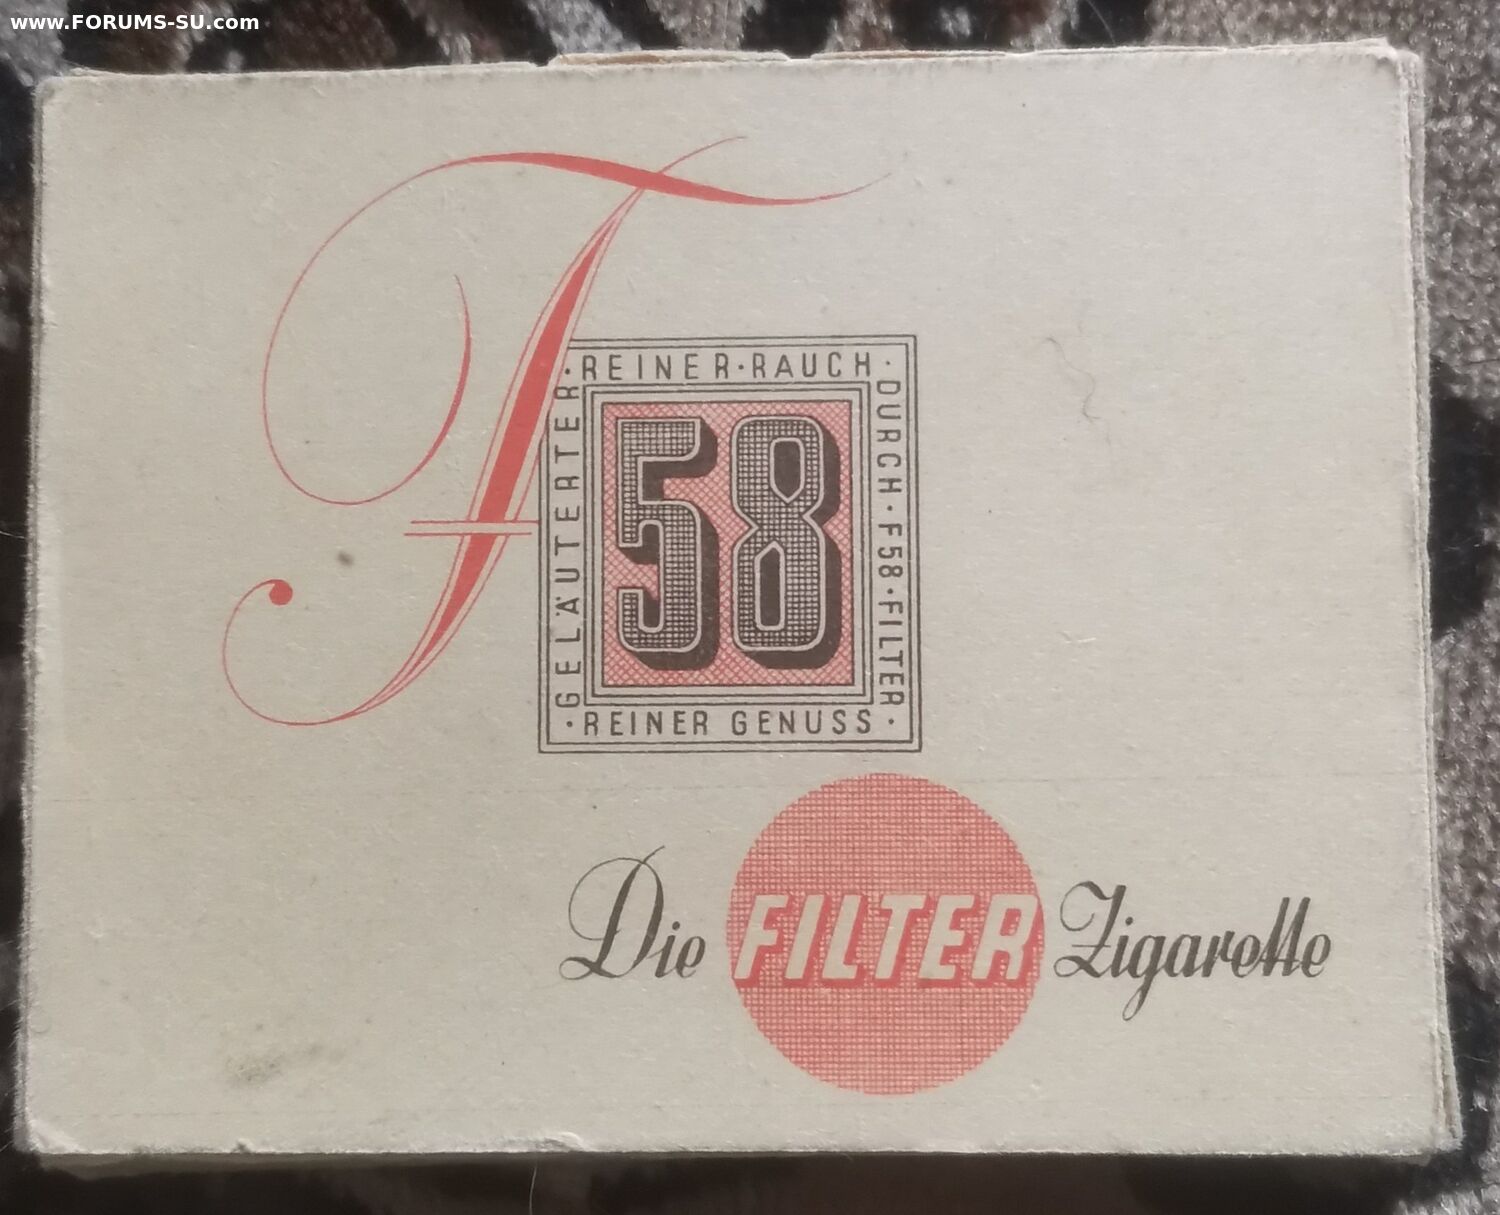 www.FORUMS-SU.com
F
58
·REINER·RAUCH·
DURCH·F58·FILTER
·REINER GENUSS·
GELÄUTERTER
Die FILTER Zigarette